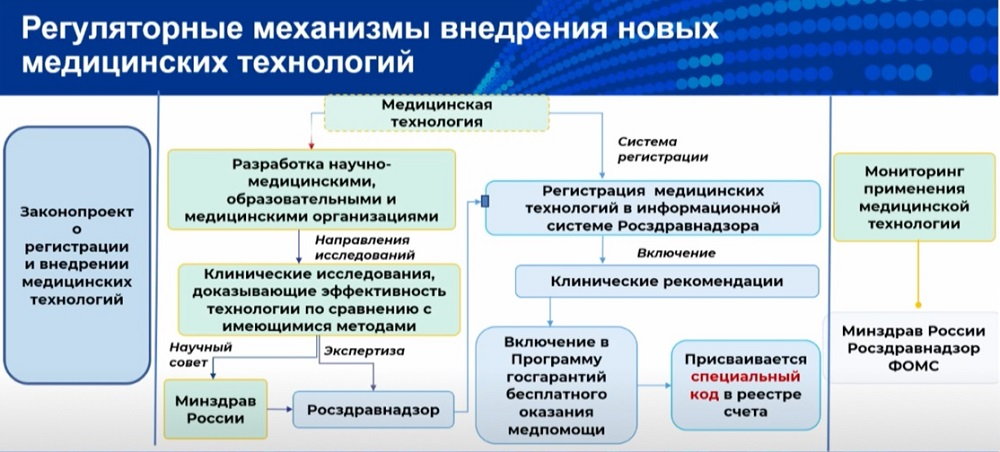 Регуляторные механизмы внедрения новых
медицинских технологий
Законопроект
о
регистрации
и внедрении
медицинских
технологий
Медицинская
технология
Разработка научно-
медицинскими,
образовательными и
медицинскими организациями
Направления
исследований
Клинические исследования,
доказывающие эффективность
технологии по сравнению с
имеющимися методами
Научный
совет
Экспертиза
Минздрав
России
Росздравнадзор
Система
регистрации
Регистрация медицинских
технологий в информационной
системе Росздравнадзора
Включение
Клинические рекомендации
Включение в
Программу
госгарантий
бесплатного
оказания
медпомощи
Присваивается
специальный
код в реестре
счета
Мониторинг
применения
медицинской
технологии
Минздрав России
Росздравнадзор
ФОМС